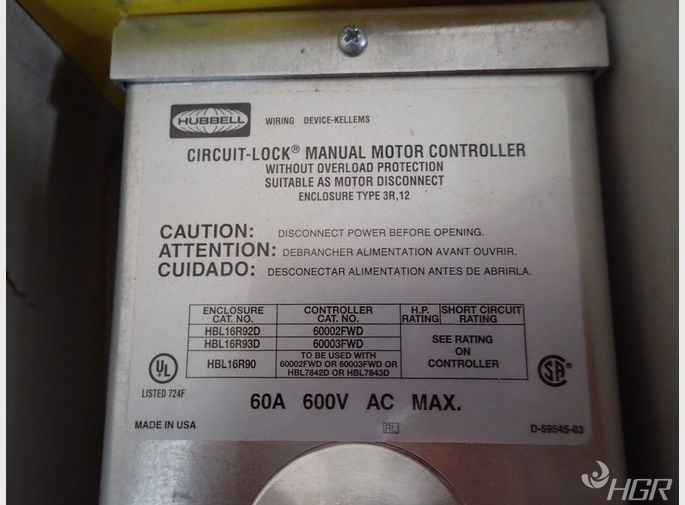 HUBBELL WIRING DEVICE-KELLEMS
CIRCUIT-LOCK® MANUAL MOTOR CONTROLLER
WITHOUT OVERLOAD PROTECTION
SUITABLE AS MOTOR DISCONNECT
ENCLOSURE TYPE 3R,12
CAUTION: DISCONNECT POWER BEFORE OPENING.
ATTENTION: DEBRANCHER ALIMENTATION AVANT OUVRIR.
CUIDADO: DESCONECTAR ALIMENTATION ANTES DE ABRIRLA.
ENCLOSURE CAT. NO. CONTROLLER CAT. NO. H.P. RATING SHORT CIRCUIT RATING
HBL16R92D 60002FWD
HBL16R93D 60003FWD
HBL16R90 TO BE USED WITH
60002FWD OR 60003FWD OR
HBL7842D OR HBL7843D
SEE RATING
ON
CONTROLLER
UL
LISTED 724F
SA
60A 600V AC MAX.
MADE IN USA
RL
D-59545-03
HGR